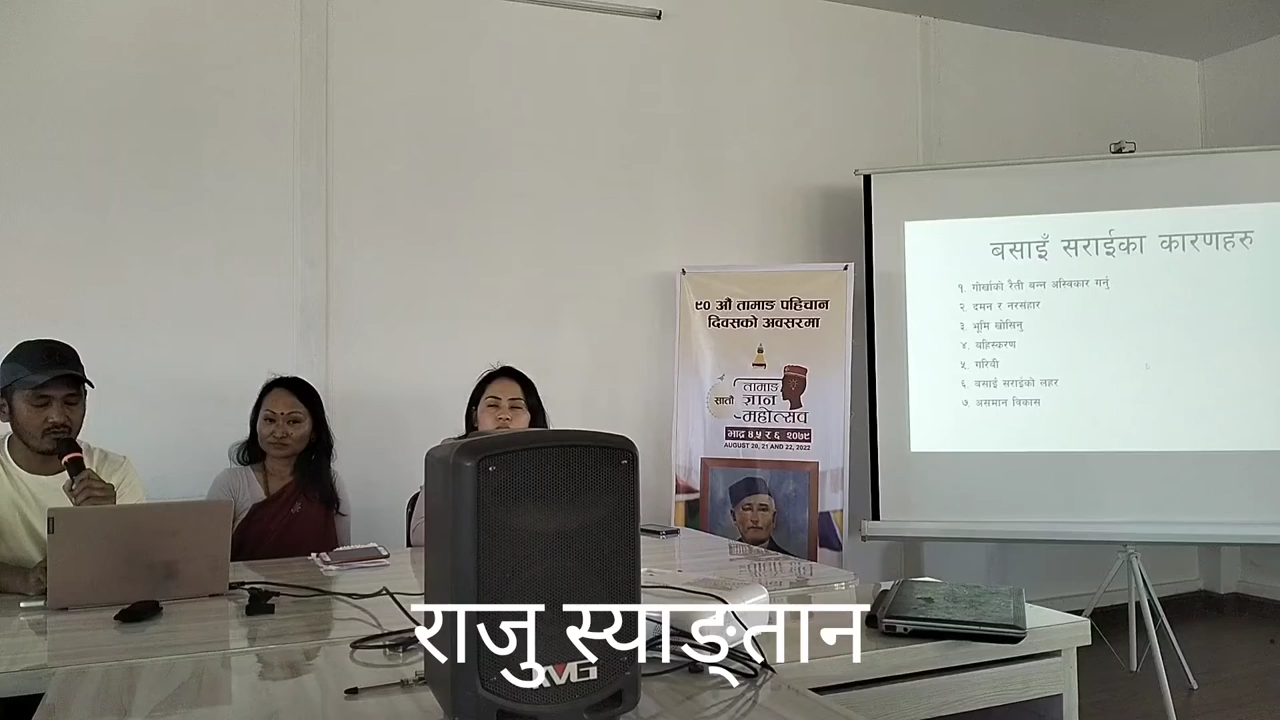 ९० औ तामाङ पहिचान
दिवसको अवसरमा
सातौ
तामाङ
ज्ञान
महोत्सव
भाद्र ४,५ र ६ २०७९
AUGUST 20, 21 AND 22, 2022
बसाइँ सराईका कारणहरु
१. गोर्खाको रैती बन्न अस्विकार गर्नु
२. दमन र नरसंहार
३. भूमि खोसिनु
४. बहिस्करण
५. गरिवी
६. बसाई सराईको लहर
७. असमान विकास
राजु स्याङ्तान